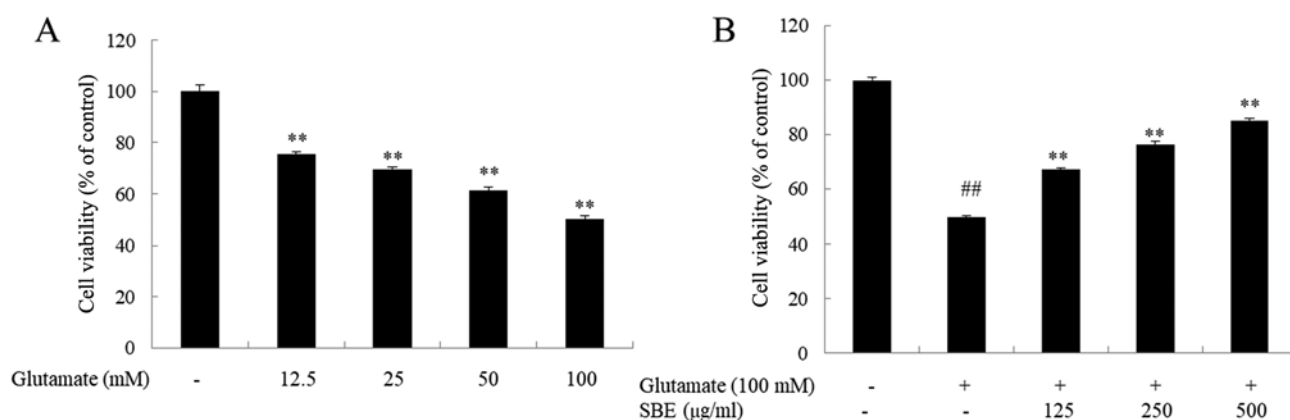 A
Cell viability (% of control)
120
100
80
60
40
20
0
** ** ** **
Glutamate (mM) - 12.5 25 50 100
B
Cell viability (% of control)
120
100
80
60
40
20
0
## ** ** **
Glutamate (100 mM) - + + + +
SBE (μg/ml) - - 125 250 500